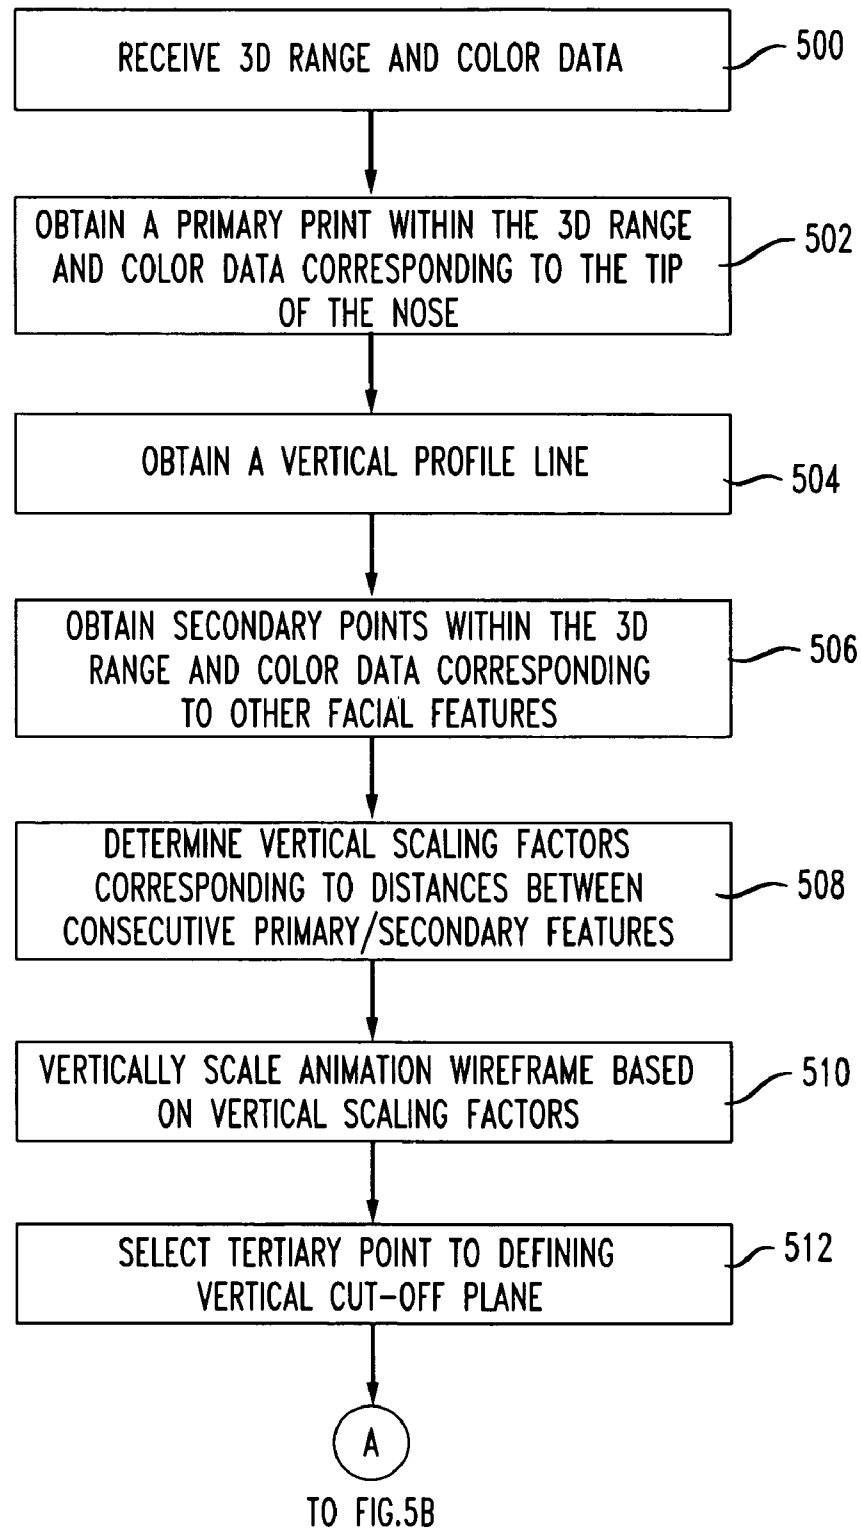 RECEIVE 3D RANGE AND COLOR DATA
500
OBTAIN A PRIMARY PRINT WITHIN THE 3D RANGE
AND COLOR DATA CORRESPONDING TO THE TIP
OF THE NOSE
502
OBTAIN A VERTICAL PROFILE LINE
504
OBTAIN SECONDARY POINTS WITHIN THE 3D
RANGE AND COLOR DATA CORRESPONDING
TO OTHER FACIAL FEATURES
506
DETERMINE VERTICAL SCALING FACTORS
CORRESPONDING TO DISTANCES BETWEEN
CONSECUTIVE PRIMARY/SECONDARY FEATURES
508
VERTICALLY SCALE ANIMATION WIREFRAME BASED
ON VERTICAL SCALING FACTORS
510
SELECT TERTIARY POINT TO DEFINING
VERTICAL CUT-OFF PLANE
512
A
TO FIG.5B